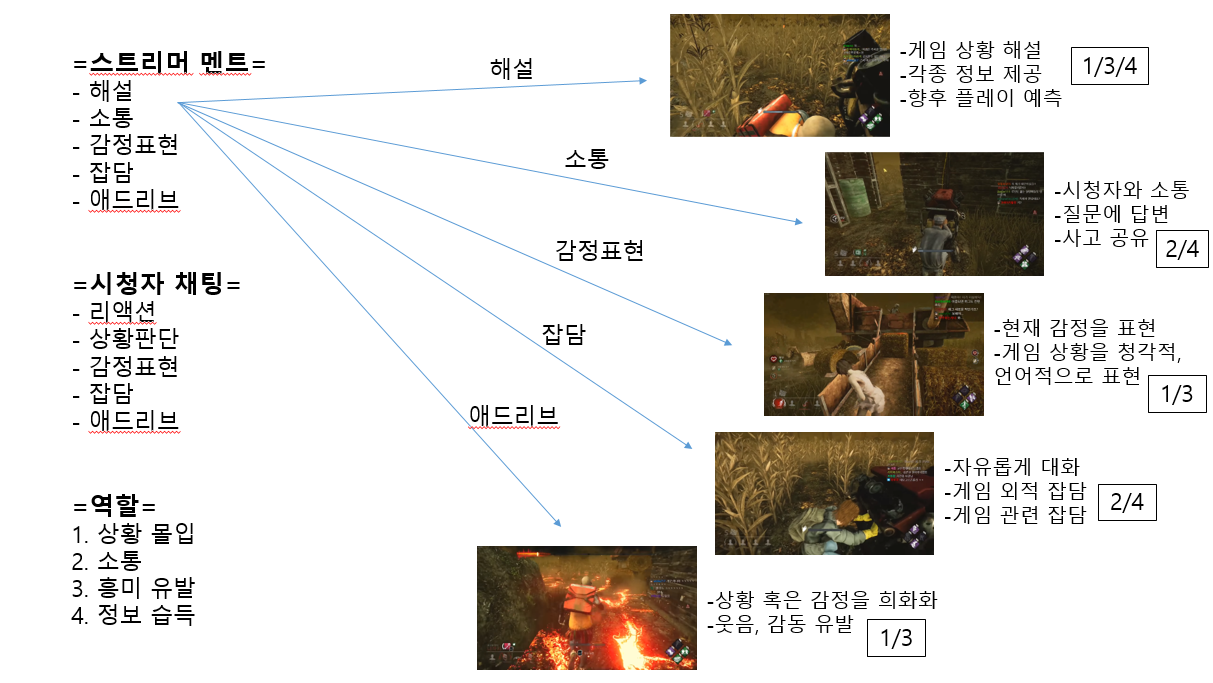 =스트리머 멘트=
- 해설
- 소통
- 감정표현
- 잡담
- 애드리브
=시청자 채팅=
- 리액션
- 상황판단
- 감정표현
- 잡담
- 애드리브
=역할=
1. 상황 몰입
2. 소통
3. 흥미 유발
4. 정보 습득
해설
소통
감정표현
잡담
애드리브
-게임 상황 해설
-각종 정보 제공
-향후 플레이 예측
1/3/4
-시청자와 소통
-질문에 답변
-사고 공유
2/4
-현재 감정을 표현
-게임 상황을 청각적,
언어적으로 표현
1/3
-자유롭게 대화
-게임 외적 잡담
-게임 관련 잡담
2/4
-상황 혹은 감정을 희화화
-웃음, 감동 유발
1/3